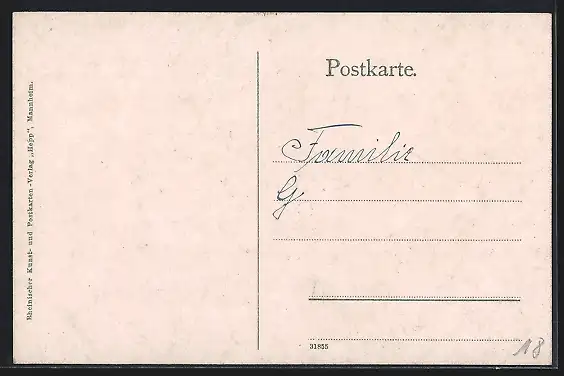 Rheinischer Kunst- und Postkarten-Verlag „Hepp", Mannheim.
Postkarte.
Familie
G
31855
18